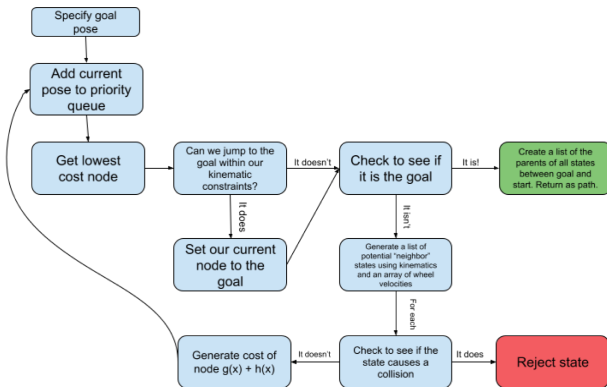 Specify goal
pose
Add current
pose to priority
queue
Get lowest
cost node
Can we jump to the
goal within our
kinematic
constraints?
It doesn't
Check to see if
it is the goal
It is!
Create a list of the
parents of all states
between goal and
start. Return as path.
It does
It isn't
Set our current
node to the
goal
Generate a list of
potential "neighbor"
states using kinematics
and an array of wheel
velocities
For each
Generate cost of
node g(x) + h(x)
It doesn't
Check to see if the
state causes a
collision
It does
Reject state